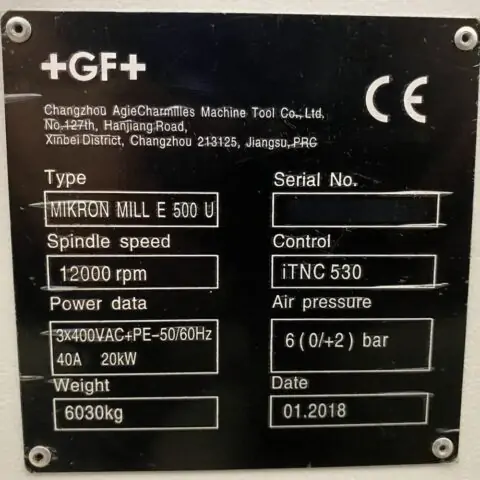 +GF+
CE
Changzhou AgieCharmilles Machine Tool Co., Ltd.
No.127th, Hanjiang Road,
Xinbei District, Changzhou 213125, Jiangsu, PRC
Type
MIKRON MILL E 500 U
Serial No.
Spindle speed
12000 rpm
Control
iTNC 530
Power data
3x400VAC+PE-50/60Hz
40A 20kW
Air pressure
6 (0/+2) bar
Weight
6030kg
Date
01.2018